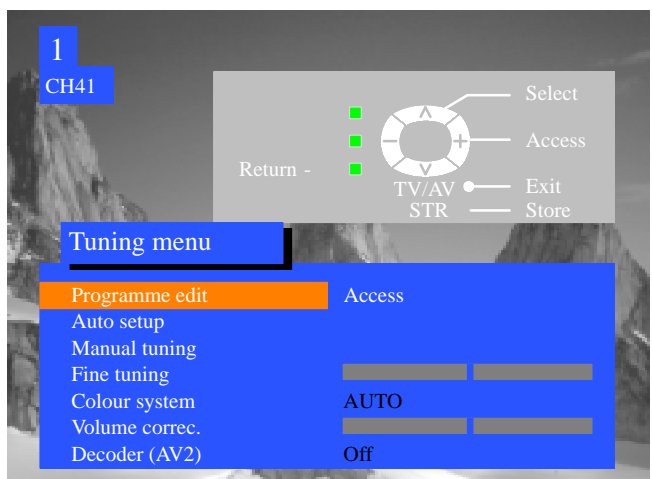 1
CH41
Select
Access
Return -
TV/AV
Exit
STR
Store
Tuning menu
Programme edit Access
Auto setup
Manual tuning
Fine tuning
Colour system AUTO
Volume correc.
Decoder (AV2) Off